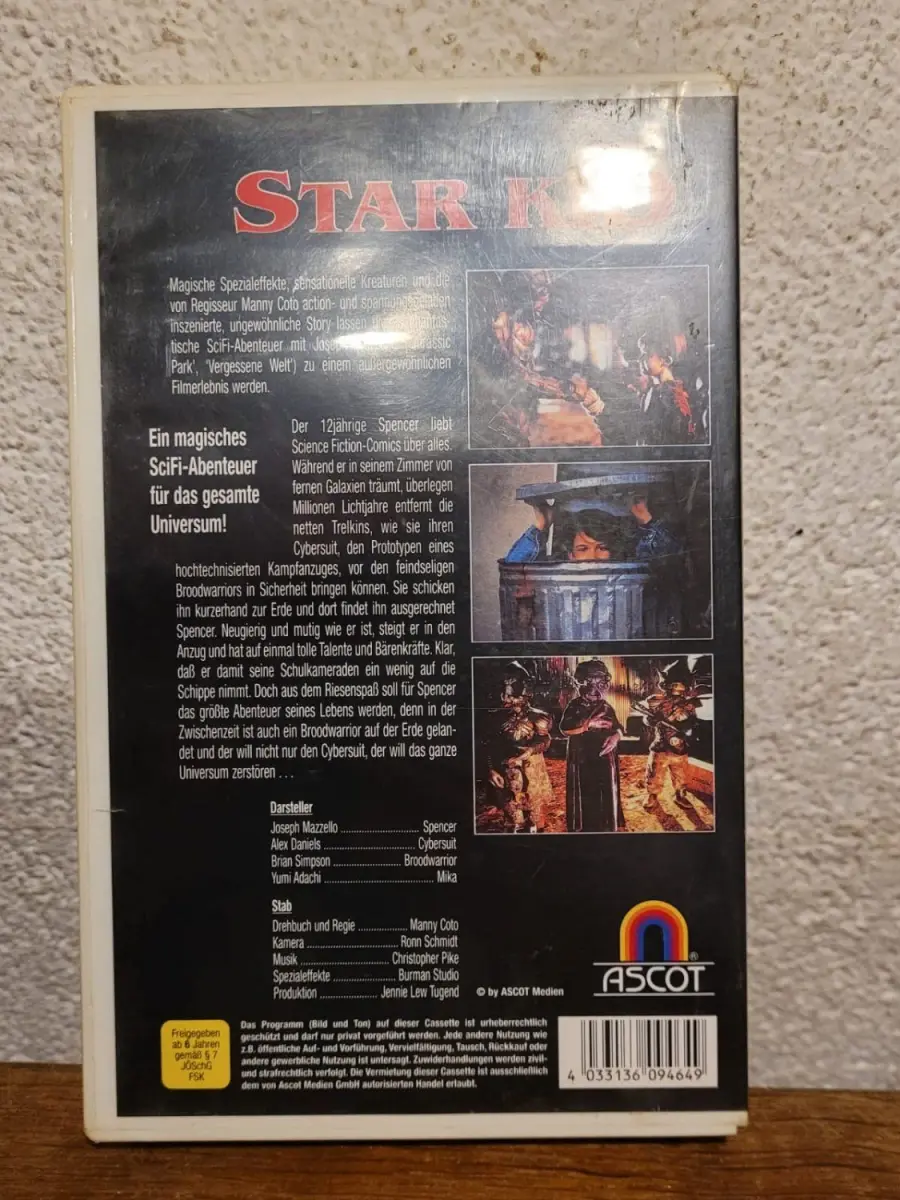 STAR K
Magische Spezialeffekte, sensationelle Kreaturen und die
von Regisseur Manny Coto action- und spannungsgeladen
inszenierte, ungewöhnliche Story lassen
tische SciFi-Abenteuer mit
Park', 'Vergessene Welt') zu einem außergewöhnlichen
Filmerlebnis werden.
Ein magisches
SciFi-Abenteuer
für das gesamte
Universum!
Der 12jährige Spencer liebt
Science Fiction-Comics über alles.
Während er in seinem Zimmer von
fernen Galaxien träumt, überlegen
Millionen Lichtjahre entfernt die
netten Trelkins, wie sie ihren
Cybersuit, den Prototypen eines
hochtechnisierten Kampfanzuges, vor den feindseligen
Broodwarriors in Sicherheit bringen können. Sie schicken
ihn kurzerhand zur Erde und dort findet ihn ausgerechnet
Spencer. Neugierig und mutig wie er ist, steigt er in den
Anzug und hat auf einmal tolle Talente und Bärenkräfte. Klar,
daß er damit seine Schulkameraden ein wenig auf die
Schippe nimmt. Doch aus dem Riesenspaß soll für Spencer
das größte Abenteuer seines Lebens werden, denn in der
Zwischenzeit ist auch ein Broodwarrior auf der Erde gelan-
det und der will nicht nur den Cybersuit, der will das ganze
Universum zerstören . . .
Darsteller
Joseph Mazzello ........................... Spencer
Alex Daniels ........................... Cybersuit
Brian Simpson ........................... Broodwarrior
Yumi Adachi ........................... Mika
Stab
Drehbuch und Regie ................ Manny Coto
Kamera ........................... Ronn Schmidt
Musik ........................... Christopher Pike
Spezialeffekte ..................... Burman Studio
Produktion ................... Jennie Lew Tugend
© by ASCOT Medien
ASCOT ®
Freigegeben
ab 6 Jahren
gemäß § 7
JÖSchG
FSK
Das Programm (Bild und Ton) auf dieser Cassette ist urheberrechtlich
geschützt und darf nur privat vorgeführt werden. Jede andere Nutzung wie
z.B. öffentliche Auf- und Vorführung, Vervielfältigung, Tausch, Rückkauf oder
andere gewerbliche Nutzung ist untersagt. Zuwiderhandlungen werden zivil-
und strafrechtlich verfolgt. Die Vermietung dieser Cassette ist ausschließlich
dem von Ascot Medien GmbH autorisierten Handel erlaubt.
4 033136 094649